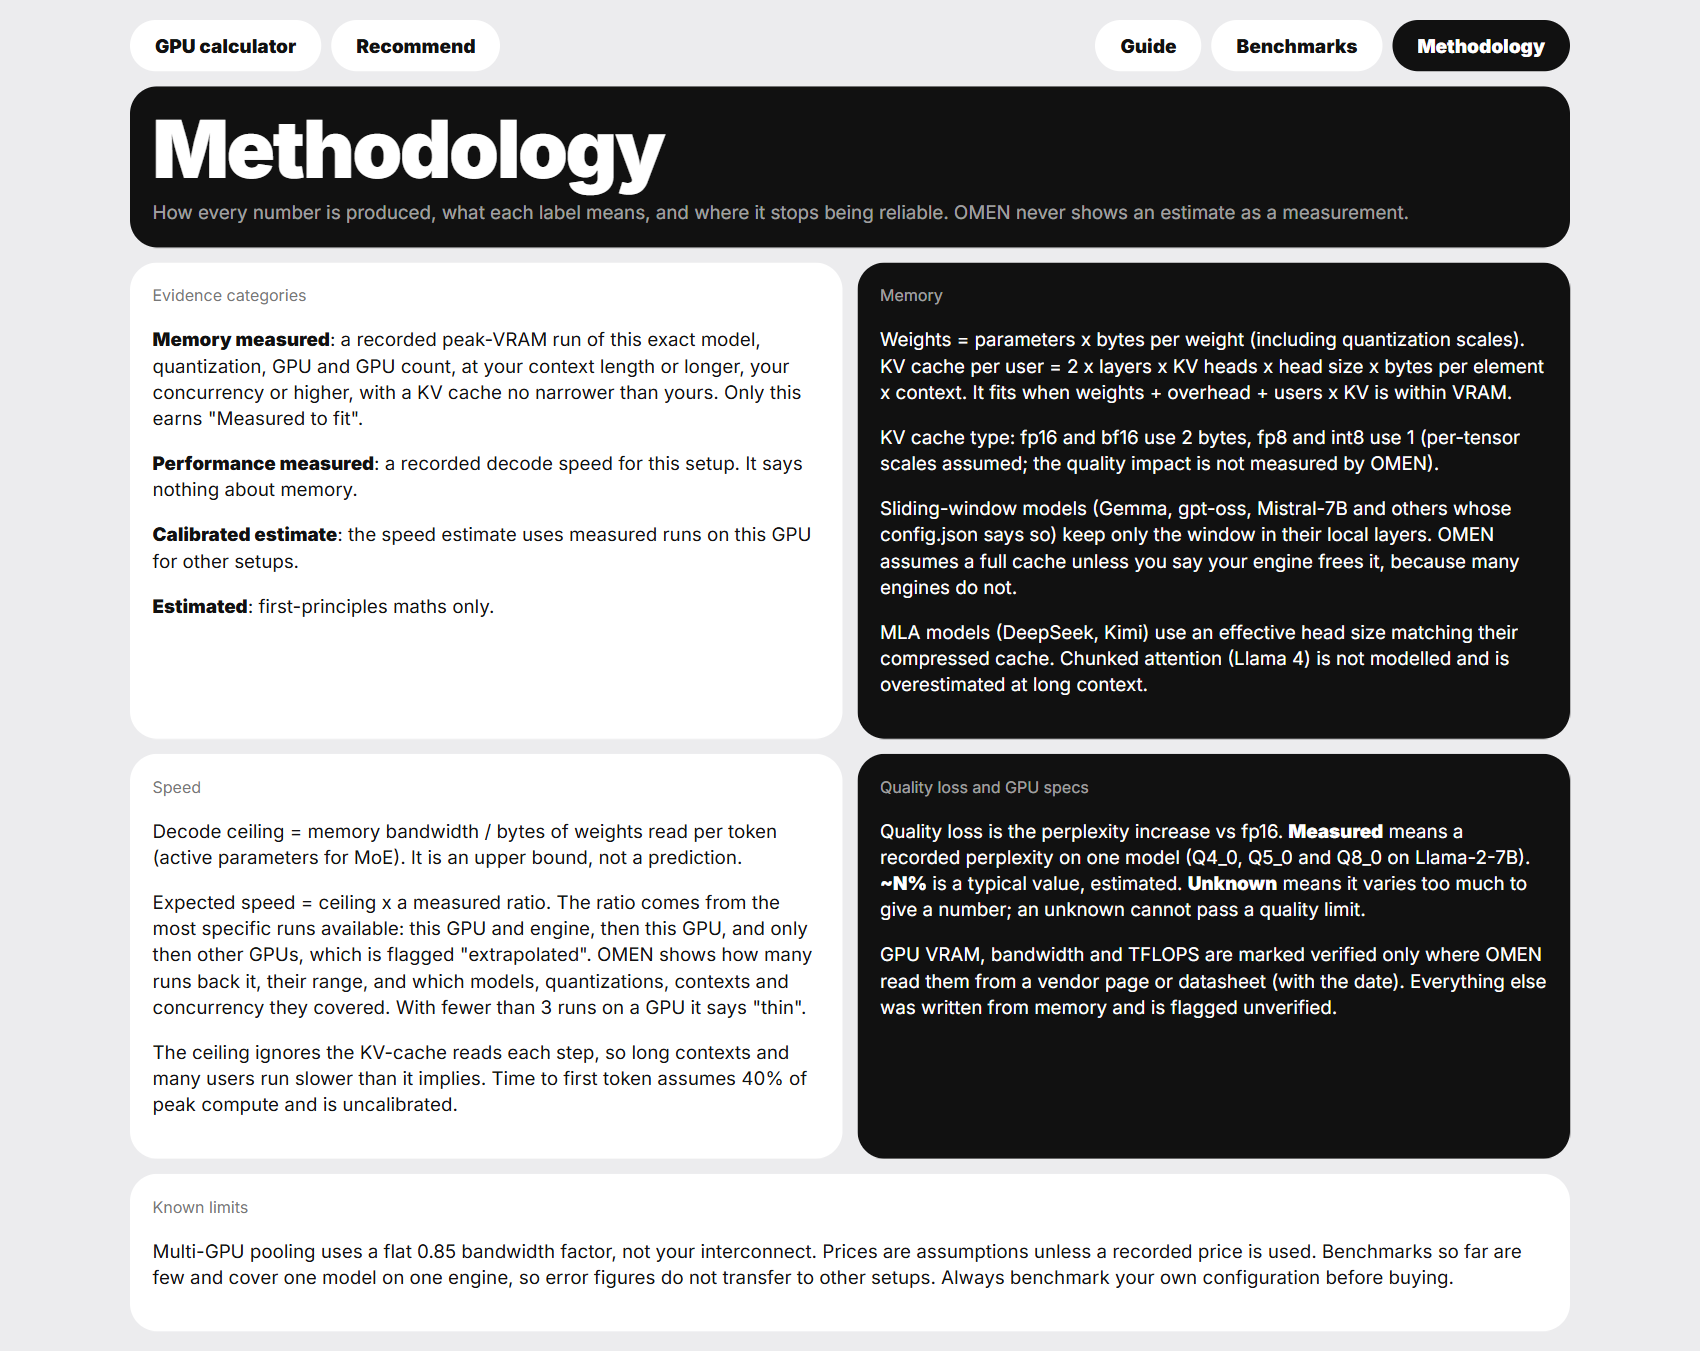 GPU calculator
Recommend
Guide
Benchmarks
Methodology
Methodology
How every number is produced, what each label means, and where it stops being reliable. OMEN never shows an estimate as a measurement.
Evidence categories
Memory measured: a recorded peak-VRAM run of this exact model,
quantization, GPU and GPU count, at your context length or longer, your
concurrency or higher, with a KV cache no narrower than yours. Only this
earns "Measured to fit".
Performance measured: a recorded decode speed for this setup. It says
nothing about memory.
Calibrated estimate: the speed estimate uses measured runs on this GPU
for other setups.
Estimated: first-principles maths only.
Memory
Weights = parameters x bytes per weight (including quantization scales).
KV cache per user = 2 x layers x KV heads x head size x bytes per element
x context. It fits when weights + overhead + users x KV is within VRAM.
KV cache type: fp16 and bf16 use 2 bytes, fp8 and int8 use 1 (per-tensor
scales assumed; the quality impact is not measured by OMEN).
Sliding-window models (Gemma, gpt-oss, Mistral-7B and others whose
config.json says so) keep only the window in their local layers. OMEN
assumes a full cache unless you say your engine frees it, because many
engines do not.
MLA models (DeepSeek, Kimi) use an effective head size matching their
compressed cache. Chunked attention (Llama 4) is not modelled and is
overestimated at long context.
Speed
Decode ceiling = memory bandwidth / bytes of weights read per token
(active parameters for MoE). It is an upper bound, not a prediction.
Expected speed = ceiling x a measured ratio. The ratio comes from the
most specific runs available: this GPU and engine, then this GPU, and only
then other GPUs, which is flagged "extrapolated". OMEN shows how many
runs back it, their range, and which models, quantizations, contexts and
concurrency they covered. With fewer than 3 runs on a GPU it says "thin".
The ceiling ignores the KV-cache reads each step, so long contexts and
many users run slower than it implies. Time to first token assumes 40% of
peak compute and is uncalibrated.
Quality loss and GPU specs
Quality loss is the perplexity increase vs fp16. Measured means a
recorded perplexity on one model (Q4_0, Q5_0 and Q8_0 on Llama-2-7B).
~N% is a typical value, estimated. Unknown means it varies too much to
give a number; an unknown cannot pass a quality limit.
GPU VRAM, bandwidth and TFLOPS are marked verified only where OMEN
read them from a vendor page or datasheet (with the date). Everything else
was written from memory and is flagged unverified.
Known limits
Multi-GPU pooling uses a flat 0.85 bandwidth factor, not your interconnect. Prices are assumptions unless a recorded price is used. Benchmarks so far are
few and cover one model on one engine, so error figures do not transfer to other setups. Always benchmark your own configuration before buying.